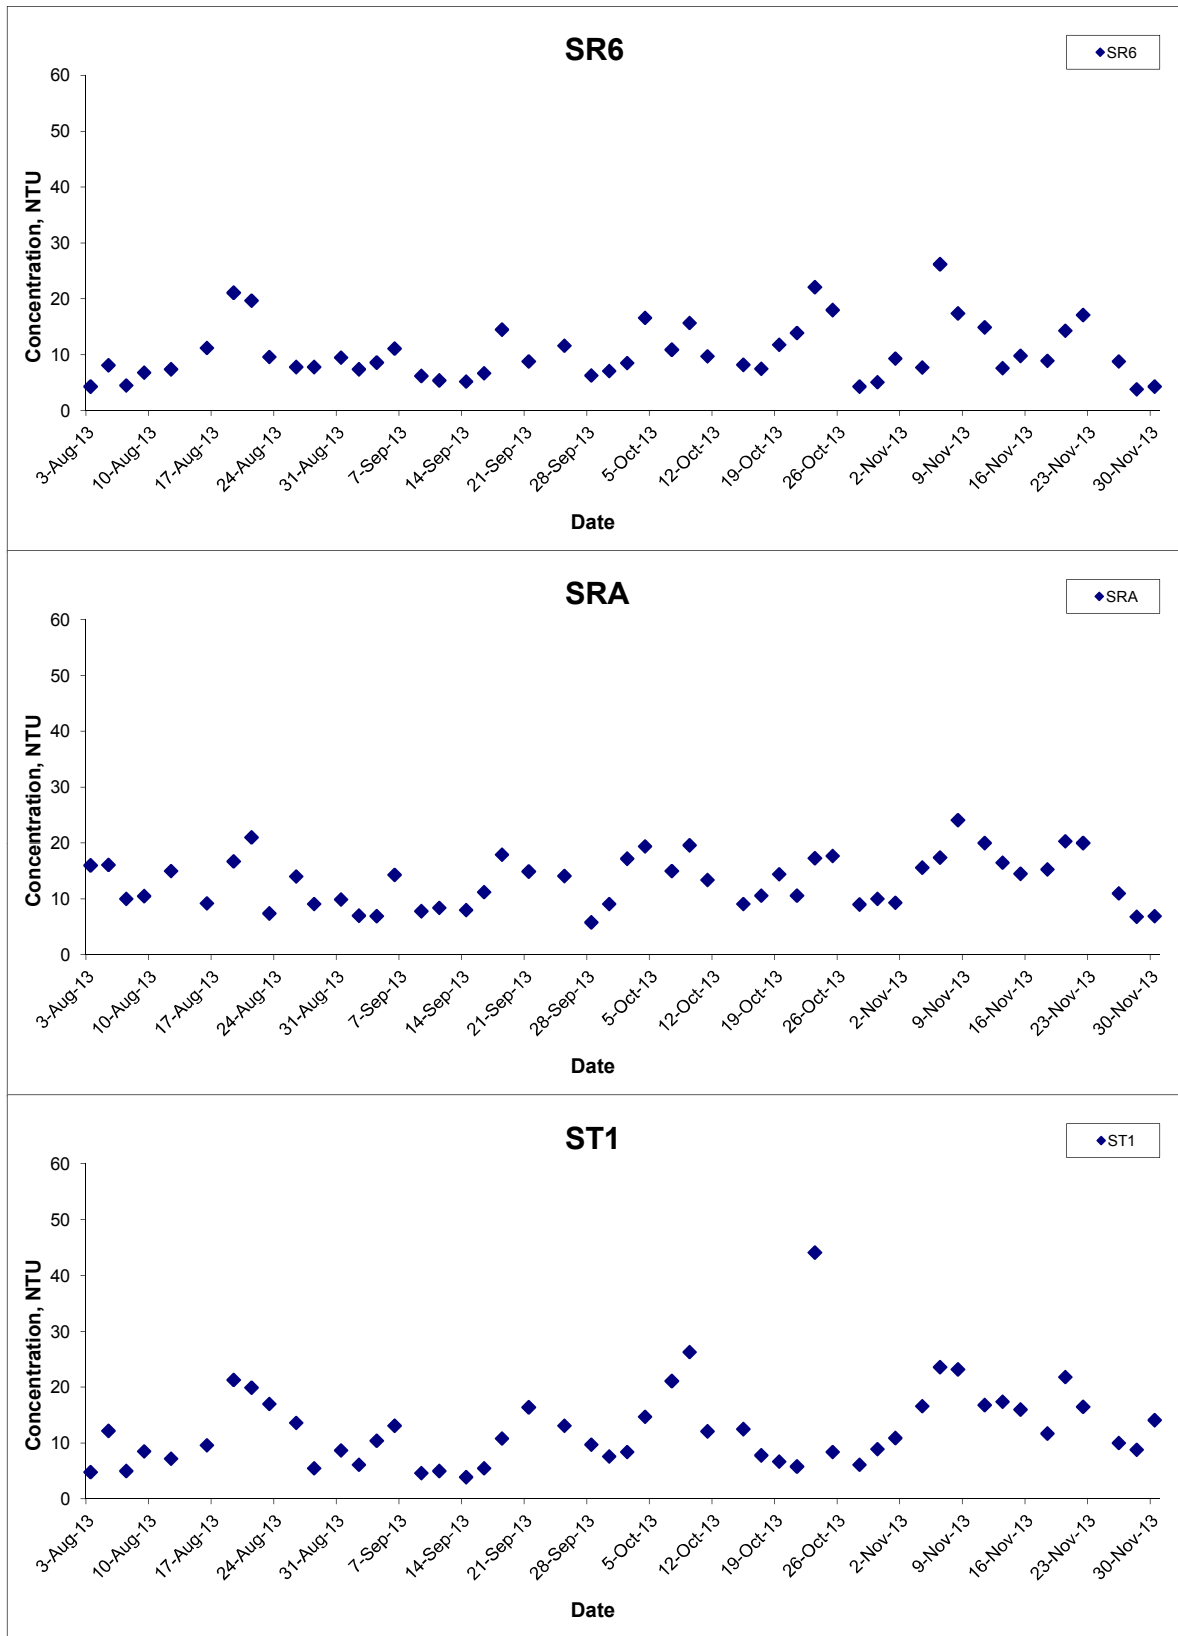 SR6
SR6
60
50
40
30
20
10
0
Concentration, NTU
3-Aug-13
10-Aug-13
17-Aug-13
24-Aug-13
31-Aug-13
7-Sep-13
14-Sep-13
21-Sep-13
28-Sep-13
5-Oct-13
12-Oct-13
19-Oct-13
26-Oct-13
2-Nov-13
9-Nov-13
16-Nov-13
23-Nov-13
30-Nov-13
Date
SRA
SRA
60
50
40
30
20
10
0
Concentration, NTU
3-Aug-13
10-Aug-13
17-Aug-13
24-Aug-13
31-Aug-13
7-Sep-13
14-Sep-13
21-Sep-13
28-Sep-13
5-Oct-13
12-Oct-13
19-Oct-13
26-Oct-13
2-Nov-13
9-Nov-13
16-Nov-13
23-Nov-13
30-Nov-13
Date
ST1
ST1
60
50
40
30
20
10
0
Concentration, NTU
3-Aug-13
10-Aug-13
17-Aug-13
24-Aug-13
31-Aug-13
7-Sep-13
14-Sep-13
21-Sep-13
28-Sep-13
5-Oct-13
12-Oct-13
19-Oct-13
26-Oct-13
2-Nov-13
9-Nov-13
16-Nov-13
23-Nov-13
30-Nov-13
Date